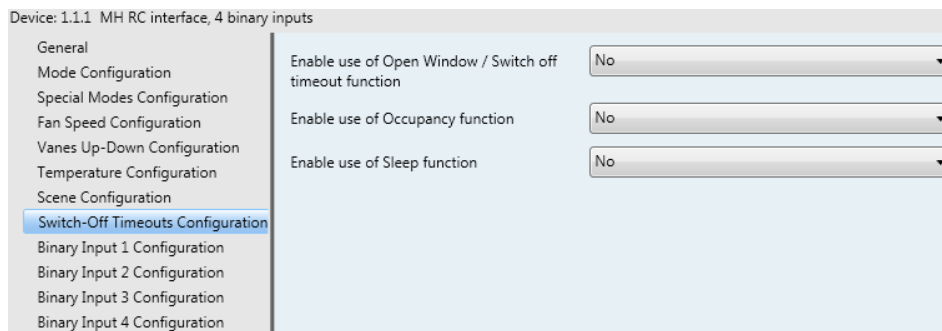 Device: 1.1.1 MH RC interface, 4 binary inputs
General
Mode Configuration
Special Modes Configuration
Fan Speed Configuration
Vanes Up-Down Configuration
Temperature Configuration
Scene Configuration
Switch-Off Timeouts Configuration
Binary Input 1 Configuration
Binary Input 2 Configuration
Binary Input 3 Configuration
Binary Input 4 Configuration
Enable use of Open Window / Switch off
timeout function
No
Enable use of Occupancy function
No
Enable use of Sleep function
No